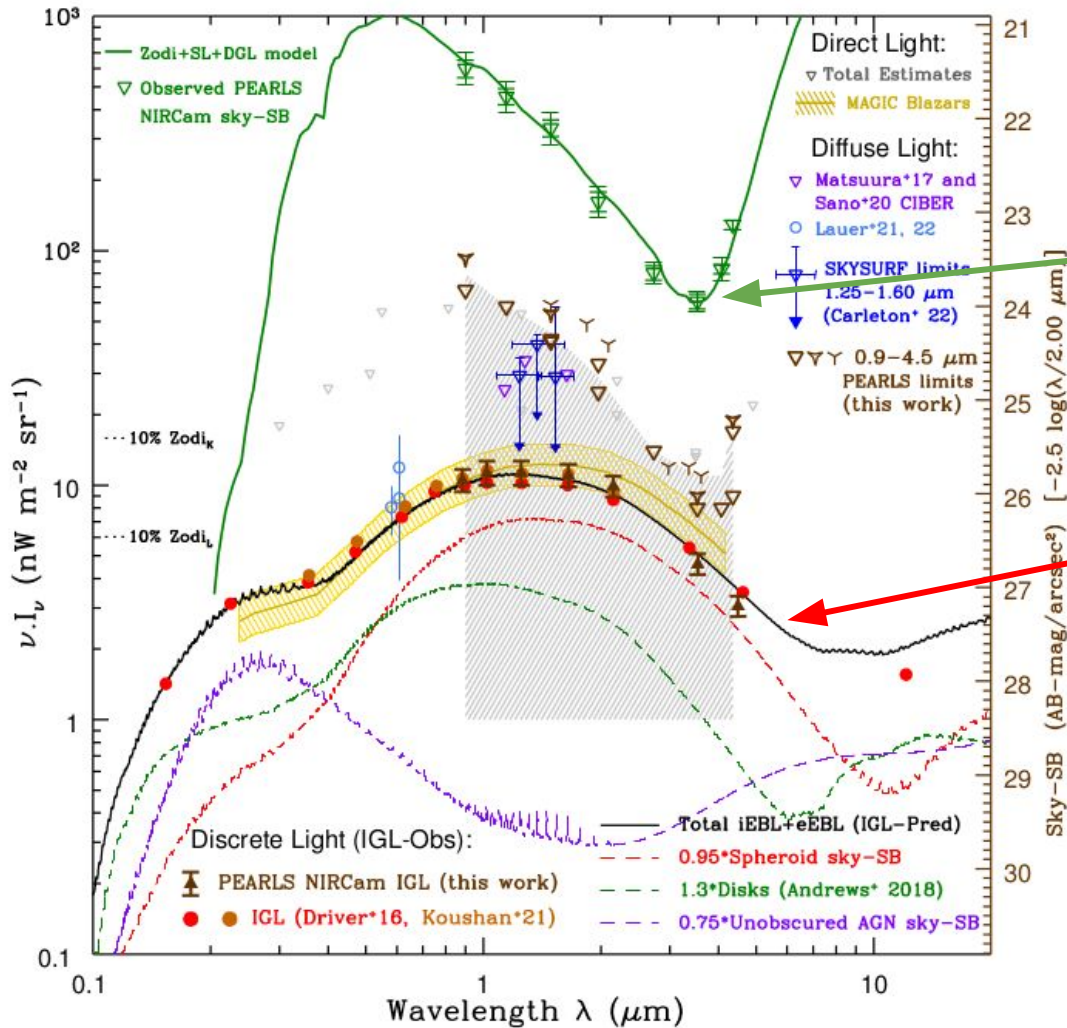 10³
10²
10
1
0.1
ν.Iν (nW m⁻² sr⁻¹)
Zodi+SL+DGL model
Observed PEARLS
NIRCam sky-SB
Direct Light:
Total Estimates
MAGIC Blazars
Diffuse Light:
Matsuura⁺17 and
Sano⁺20 CIBER
Lauer⁺21, 22
SKYSURF limits
1.25–1.60 μm
(Carleton⁺ 22)
0.9–4.5 μm
PEARLS limits
(this work)
10% Zodi_K
10% Zodi_L
Discrete Light (IGL-Obs):
PEARLS NIRCam IGL (this work)
IGL (Driver⁺16, Koushan⁺21)
Total iEBL+eEBL (IGL-Pred)
0.95*Spheroid sky-SB
1.3*Disks (Andrews⁺ 2018)
0.75*Unobscured AGN sky-SB
21
22
23
24
25
26
27
28
29
30
Sky-SB (AB-mag/arcsec²) [-2.5 log(λ/2.00 μm]
0.1
1
10
Wavelength λ (μm)